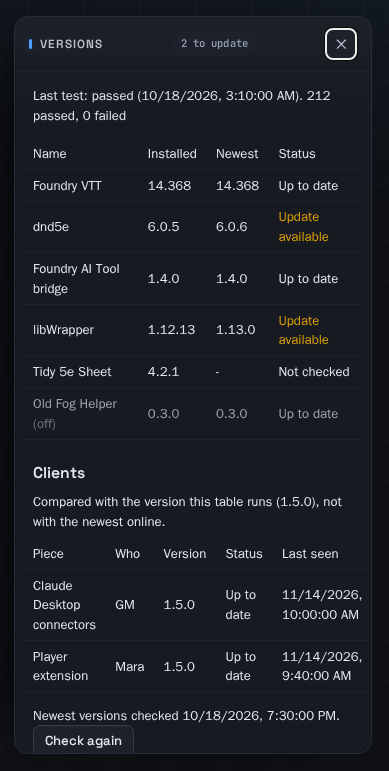 VERSIONS
2 to update
Last test: passed (10/18/2026, 3:10:00 AM). 212
passed, 0 failed
Name Installed Newest Status
Foundry VTT 14.368 14.368 Up to date
dnd5e 6.0.5 6.0.6 Update
available
Foundry AI Tool
bridge 1.4.0 1.4.0 Up to date
libWrapper 1.12.13 1.13.0 Update
available
Tidy 5e Sheet 4.2.1 - Not checked
Old Fog Helper
(off) 0.3.0 0.3.0 Up to date
Clients
Compared with the version this table runs (1.5.0), not
with the newest online.
Piece Who Version Status Last seen
Claude
Desktop
connectors GM 1.5.0 Up to
date 11/14/2026,
10:00:00 AM
Player
extension Mara 1.5.0 Up to
date 11/14/2026,
9:40:00 AM
Newest versions checked 10/18/2026, 7:30:00 PM.
Check again